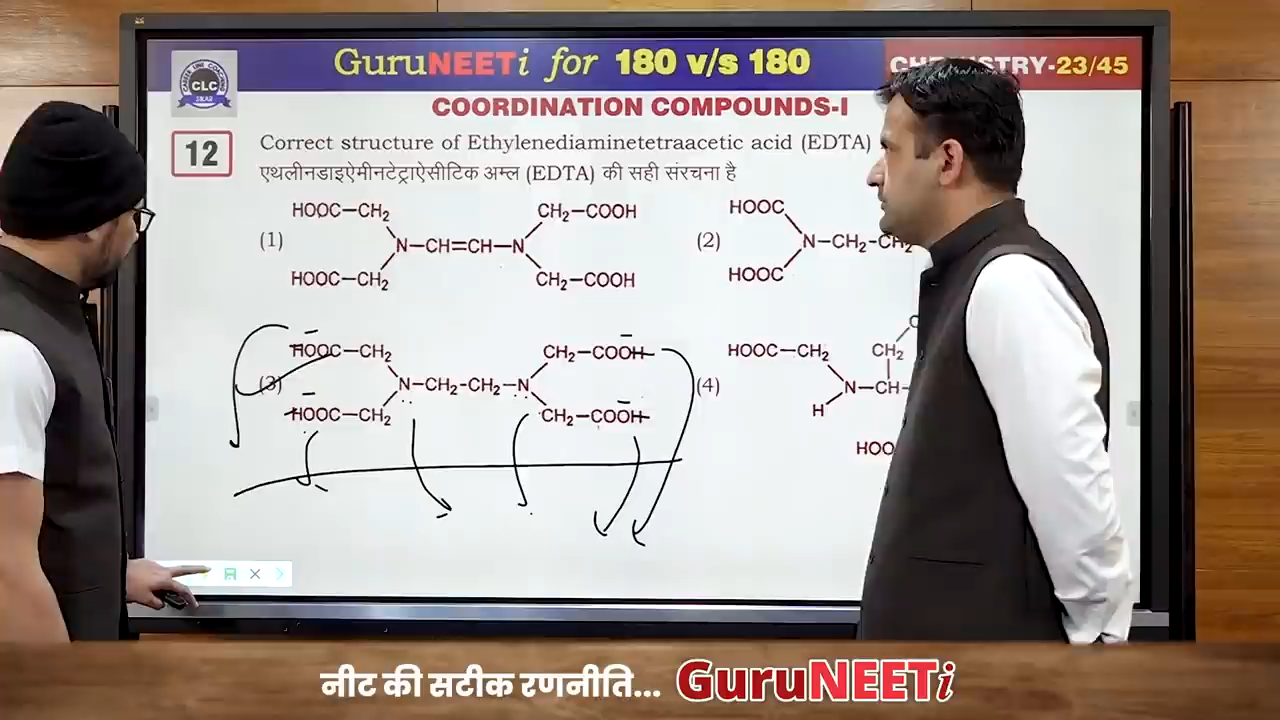 GuruNEETi for 180 v/s 180
CHEMISTRY-23/45
CLC
SIKAR
COORDINATION COMPOUNDS-I
12
Correct structure of Ethylenediaminetetraacetic acid (EDTA)
एथलीनडाइऐमीनटेट्राऐसीटिक अम्ल (EDTA) की सही संरचना है
HOOC–CH₂ CH₂–COOH
(1) N–CH=CH–N
HOOC–CH₂ CH₂–COOH
HOOC
(2) N–CH₂–CH₂
HOOC
HOOC–CH₂ CH₂–COOH
(3) N–CH₂–CH₂–N
HOOC–CH₂ CH₂–COOH
HOOC–CH₂ CH₂
(4) N–CH–
H
HOO
नीट की सटीक रणनीति... GuruNEETi